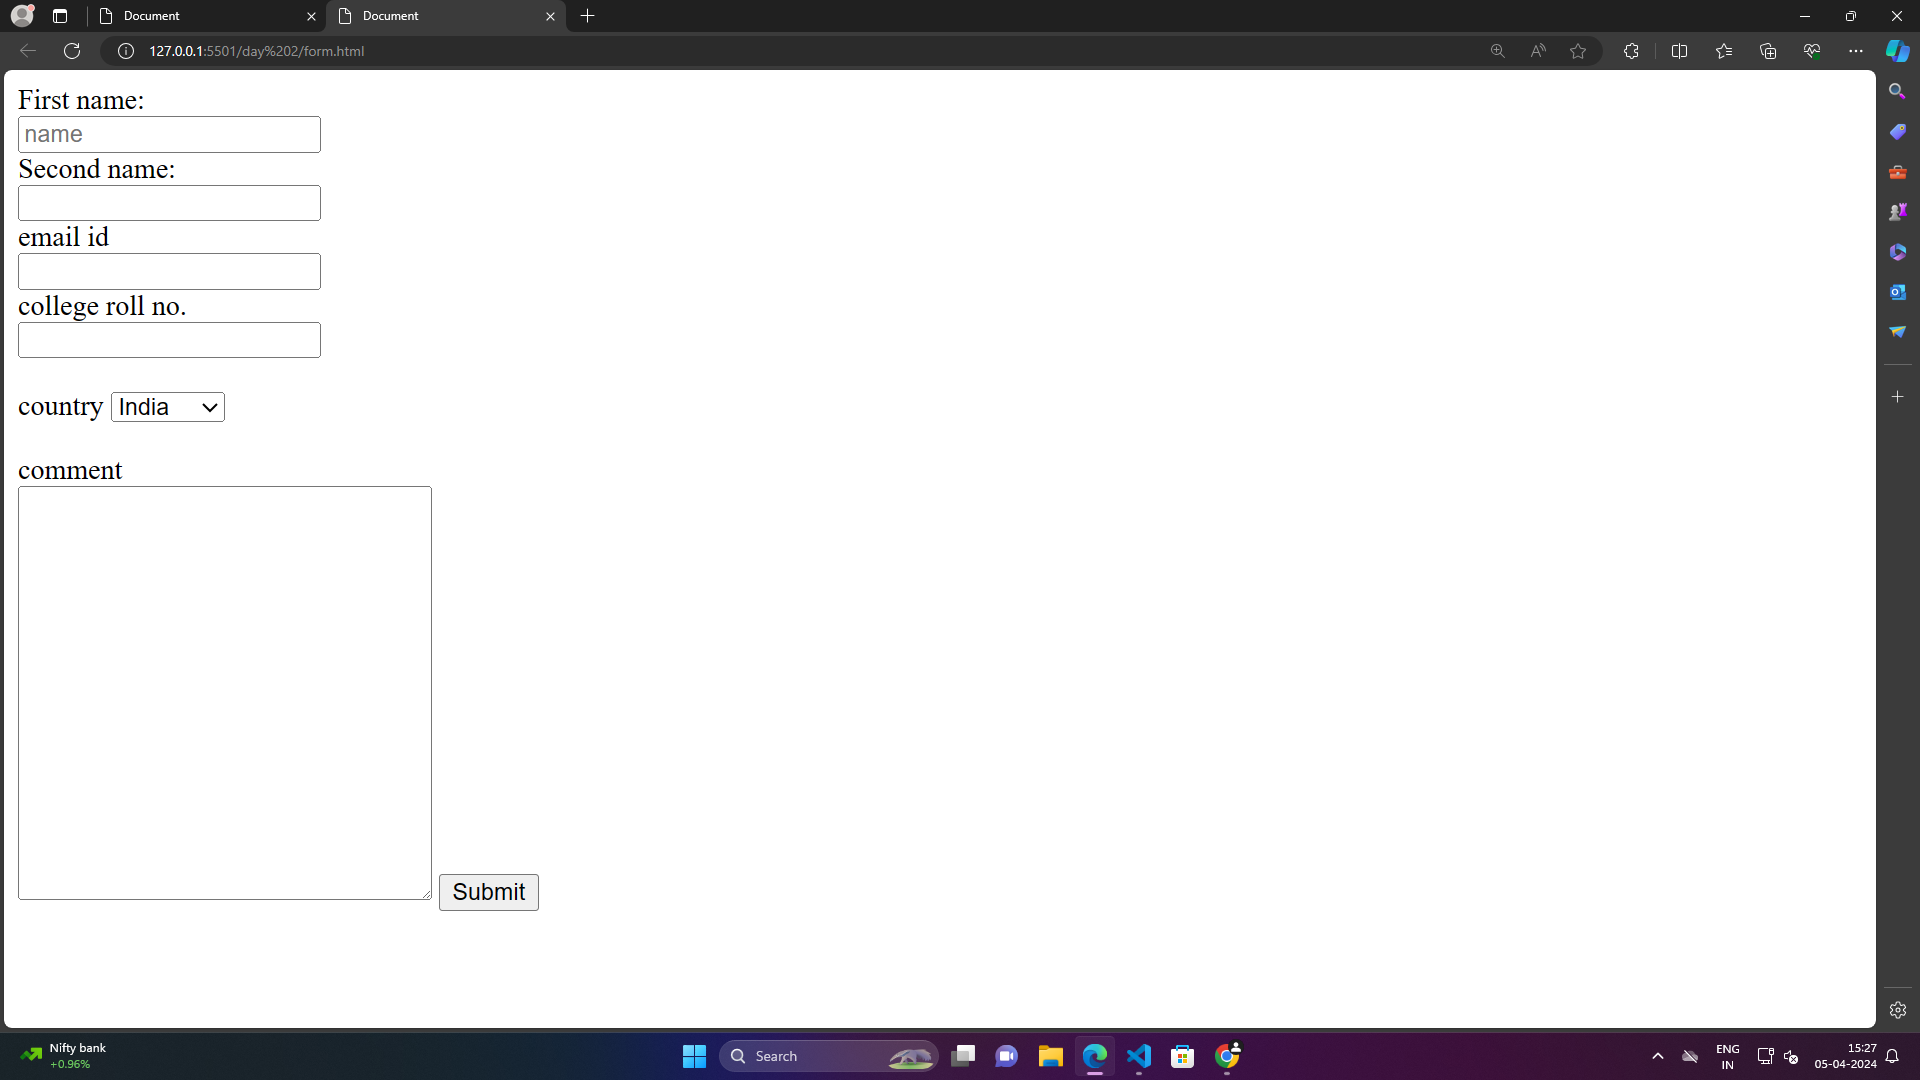 Document
Document
127.0.0.1:5501/day%202/form.html
First name:
name
Second name:
email id
college roll no.
country India
comment
Submit
Nifty bank
+0.96%
Search
ENG
IN
15:27
05-04-2024